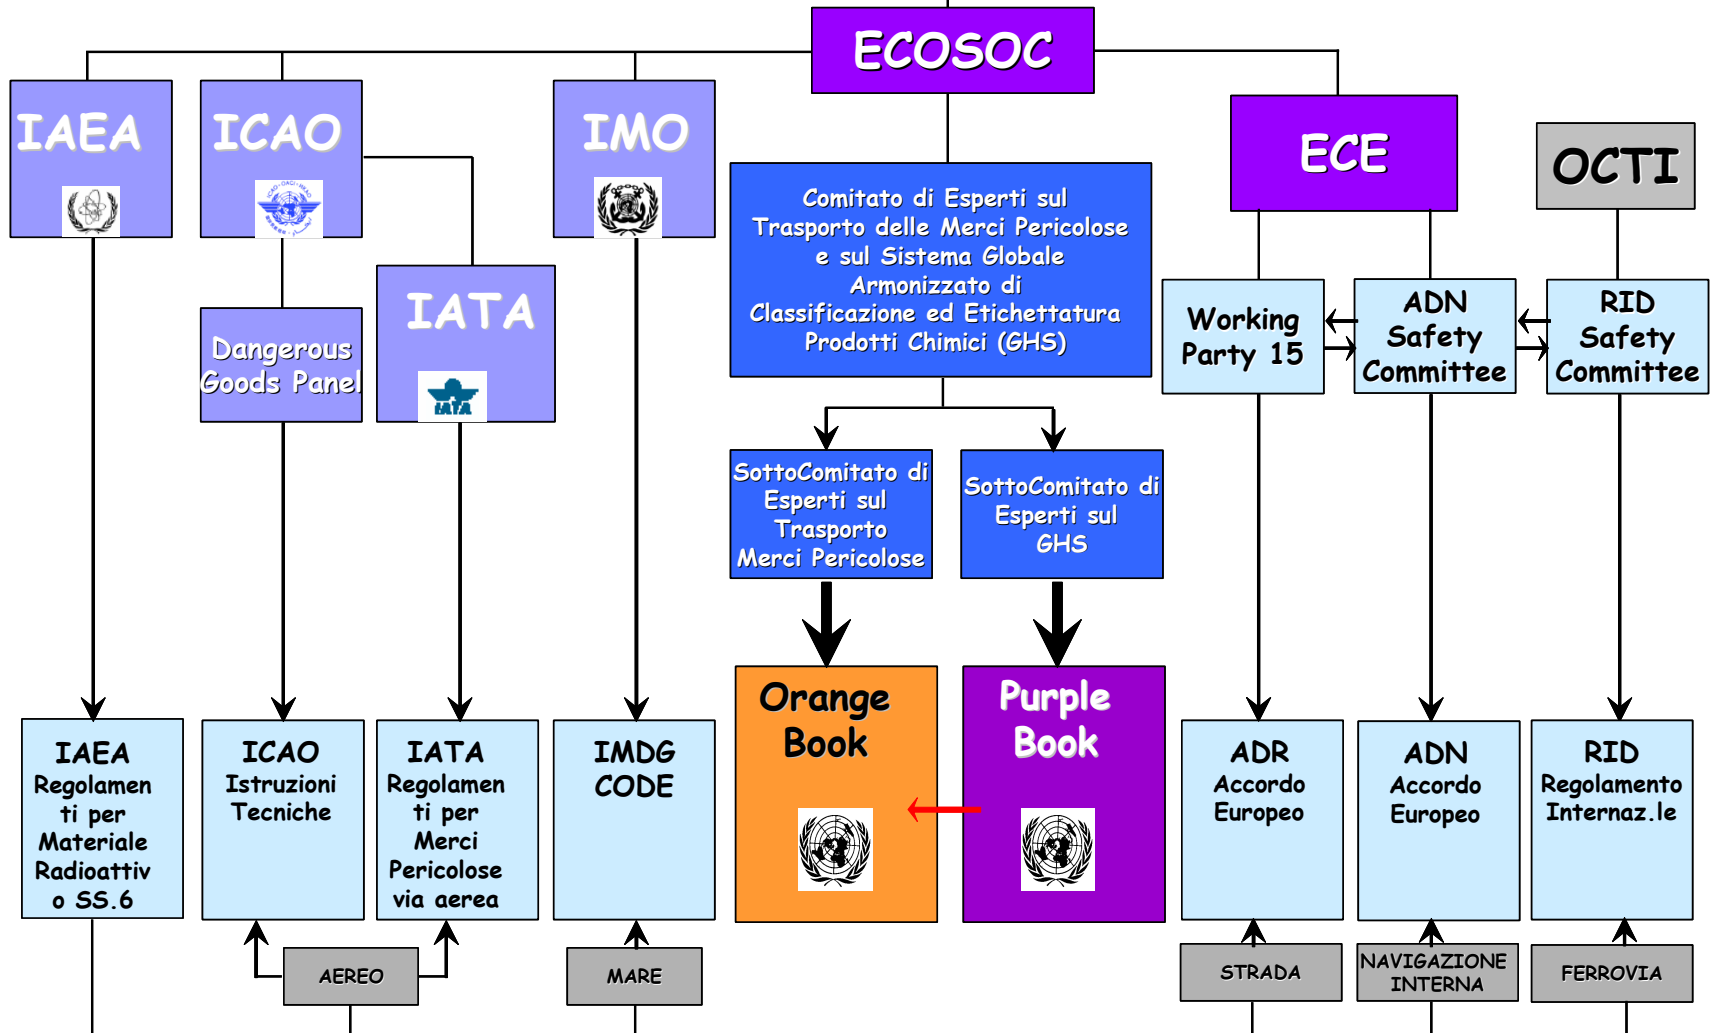 ECOSOC
IAEA
ICAO
IMO
ECE
OCTI
Comitato di Esperti sul
Trasporto delle Merci Pericolose
e sul Sistema Globale
Armonizzato di
Classificazione ed Etichettatura
Prodotti Chimici (GHS)
IATA
IATA
Dangerous
Goods Panel
Working
Party 15
ADN
Safety
Committee
RID
Safety
Committee
SottoComitato di
Esperti sul
Trasporto
Merci Pericolose
SottoComitato di
Esperti sul
GHS
IAEA
Regolamen
ti per
Materiale
Radioattiv
o SS.6
ICAO
Istruzioni
Tecniche
IATA
Regolamen
ti per
Merci
Pericolose
via aerea
IMDG
CODE
Orange
Book
Purple
Book
ADR
Accordo
Europeo
ADN
Accordo
Europeo
RID
Regolamento
Internaz.le
AEREO
MARE
STRADA
NAVIGAZIONE
INTERNA
FERROVIA